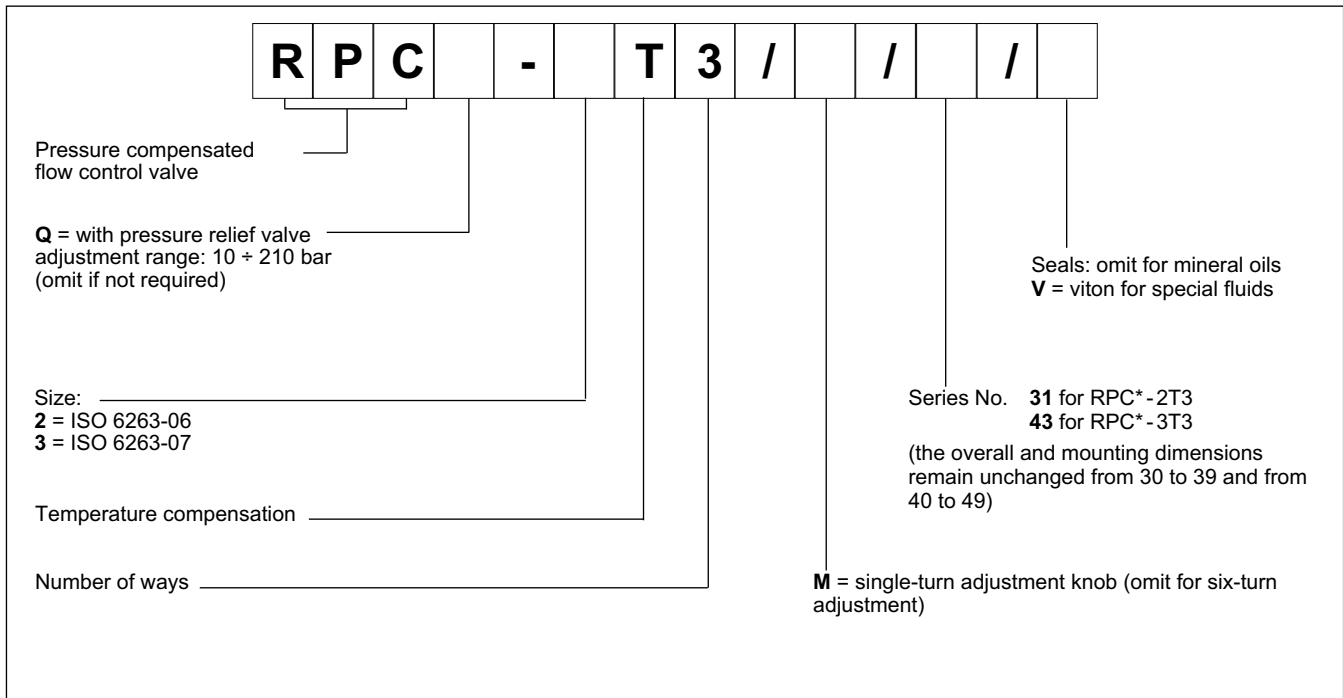 RPC - T3/ / /
Pressure compensated
flow control valve
Q = with pressure relief valve
adjustment range: 10 ÷ 210 bar
(omit if not required)
Seals: omit for mineral oils
V = viton for special fluids
Size:
2 = ISO 6263-06
3 = ISO 6263-07
Series No. 31 for RPC* - 2T3
43 for RPC* - 3T3
(the overall and mounting dimensions
remain unchanged from 30 to 39 and from
40 to 49)
Temperature compensation
Number of ways
M = single-turn adjustment knob (omit for six-turn
adjustment)